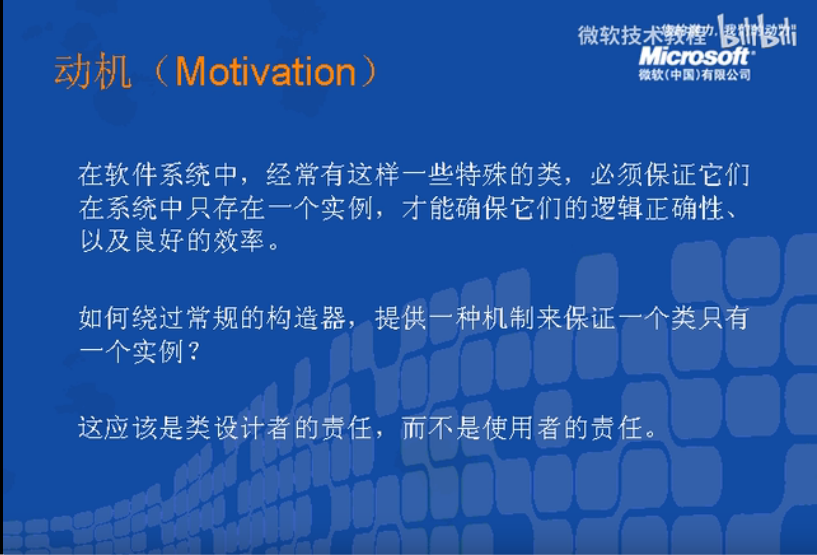 微软技术教程 bilibili
Microsoft
微软(中国)有限公司
动机（Motivation）
在软件系统中，经常有这样一些特殊的类，必须保证它们
在系统中只存在一个实例，才能确保它们的逻辑正确性、
以及良好的效率。
如何绕过常规的构造器，提供一种机制来保证一个类只有
一个实例？
这应该是类设计者的责任，而不是使用者的责任。